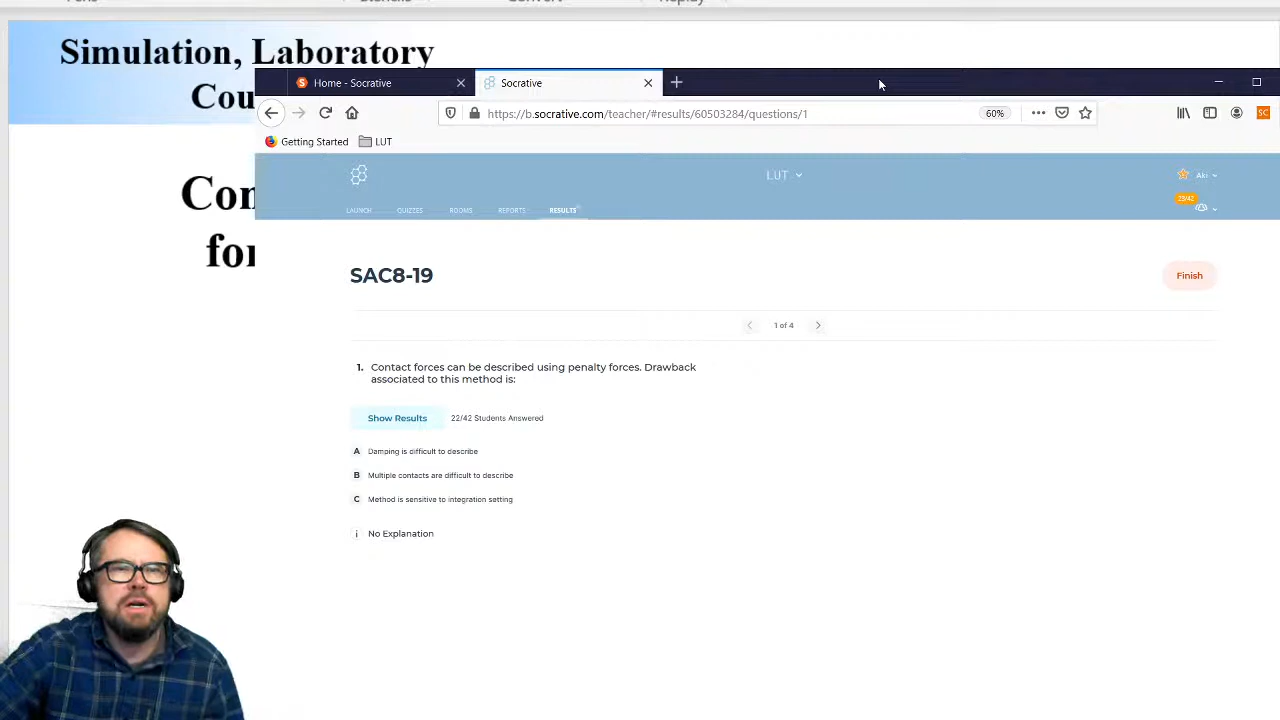 Simulation, Laboratory
Cou
Con
for
Home - Socrative
Socrative
https://b.socrative.com/teacher/#results/60503284/questions/1
60%
Getting Started
LUT
LUT
Aki
23/42
LAUNCH
QUIZZES
ROOMS
REPORTS
RESULTS
SAC8-19
Finish
1 of 4
1. Contact forces can be described using penalty forces. Drawback
associated to this method is:
Show Results
22/42 Students Answered
A Damping is difficult to describe
B Multiple contacts are difficult to describe
C Method is sensitive to integration setting
i No Explanation